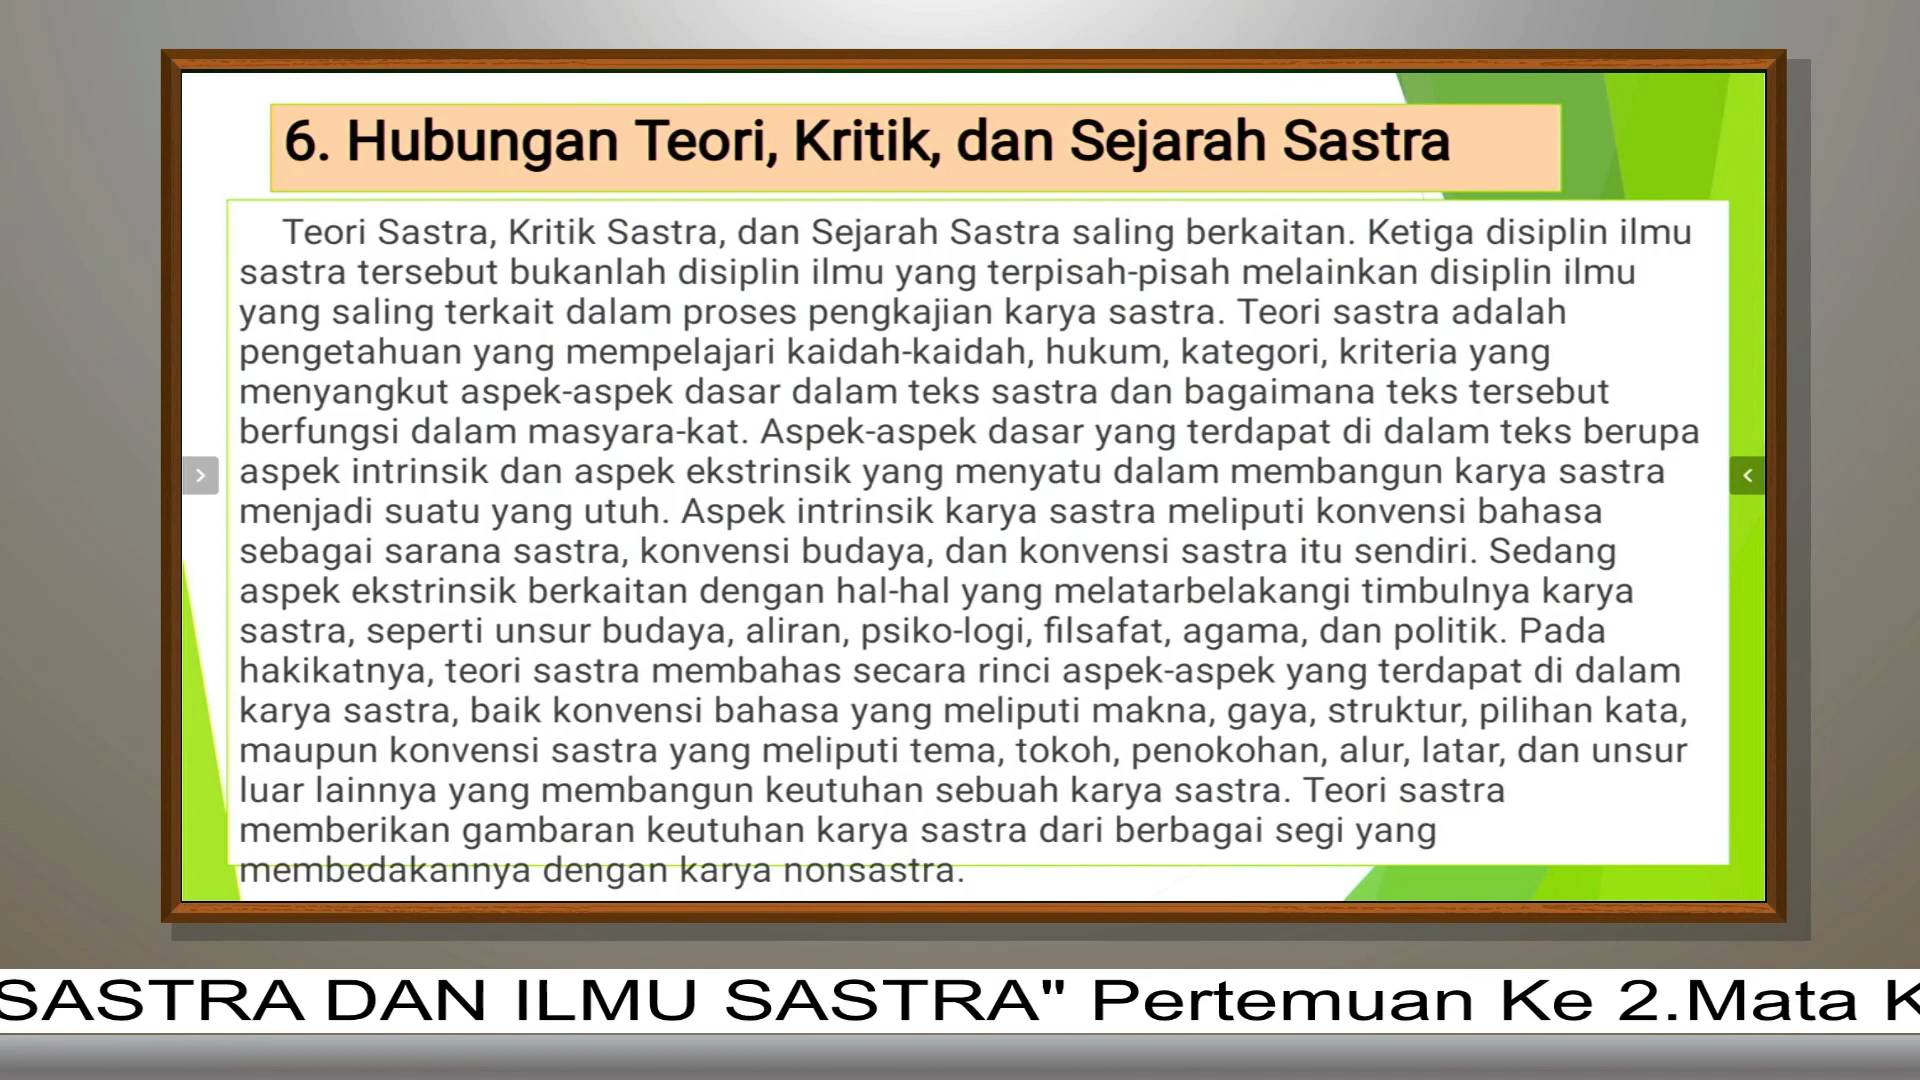 6. Hubungan Teori, Kritik, dan Sejarah Sastra
Teori Sastra, Kritik Sastra, dan Sejarah Sastra saling berkaitan. Ketiga disiplin ilmu
sastra tersebut bukanlah disiplin ilmu yang terpisah-pisah melainkan disiplin ilmu
yang saling terkait dalam proses pengkajian karya sastra. Teori sastra adalah
pengetahuan yang mempelajari kaidah-kaidah, hukum, kategori, kriteria yang
menyangkut aspek-aspek dasar dalam teks sastra dan bagaimana teks tersebut
berfungsi dalam masyara-kat. Aspek-aspek dasar yang terdapat di dalam teks berupa
aspek intrinsik dan aspek ekstrinsik yang menyatu dalam membangun karya sastra
menjadi suatu yang utuh. Aspek intrinsik karya sastra meliputi konvensi bahasa
sebagai sarana sastra, konvensi budaya, dan konvensi sastra itu sendiri. Sedang
aspek ekstrinsik berkaitan dengan hal-hal yang melatarbelakangi timbulnya karya
sastra, seperti unsur budaya, aliran, psiko-logi, filsafat, agama, dan politik. Pada
hakikatnya, teori sastra membahas secara rinci aspek-aspek yang terdapat di dalam
karya sastra, baik konvensi bahasa yang meliputi makna, gaya, struktur, pilihan kata,
maupun konvensi sastra yang meliputi tema, tokoh, penokohan, alur, latar, dan unsur
luar lainnya yang membangun keutuhan sebuah karya sastra. Teori sastra
memberikan gambaran keutuhan karya sastra dari berbagai segi yang
membedakannya dengan karya nonsastra.
SASTRA DAN ILMU SASTRA" Pertemuan Ke 2.Mata K